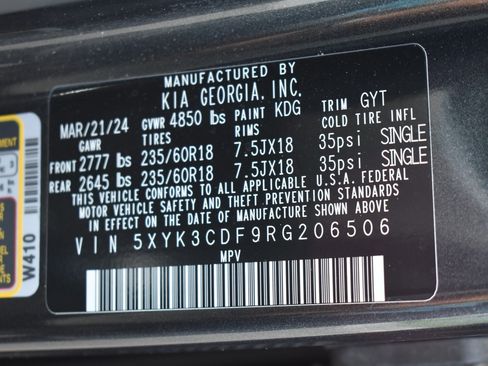 MANUFACTURED BY
KIA GEORGIA, INC.
MAR/21/24 GVWR 4850 lbs PAINT KDG TRIM GYT
GAWR TIRES RIMS COLD TIRE INFL
FRONT 2777 lbs 235/60R18 7.5JX18 35psi SINGLE
REAR 2645 lbs 235/60R18 7.5JX18 35psi SINGLE
THIS VEHICLE CONFORMS TO ALL APPLICABLE U.S.A. FEDERAL
MOTOR VEHICLE SAFETY AND THEFT PREVENTION STANDARDS
IN EFFECT ON THE DATE OF MANUFACTURE SHOWN ABOVE
VIN 5XYK3CDF9RG206506
MPV
W410